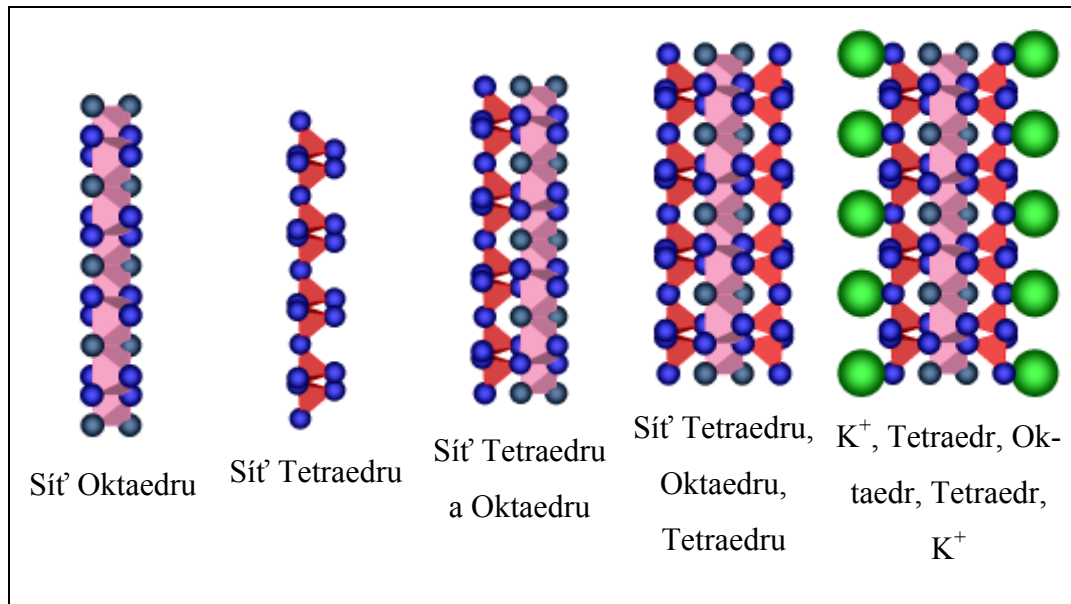 Síť Oktaedru
Síť Tetraedru
Síť Tetraedru
a Oktaedru
Síť Tetraedru,
Oktaedru,
Tetraedru
K⁺, Tetraedr, Ok-
taedr, Tetraedr,
K⁺